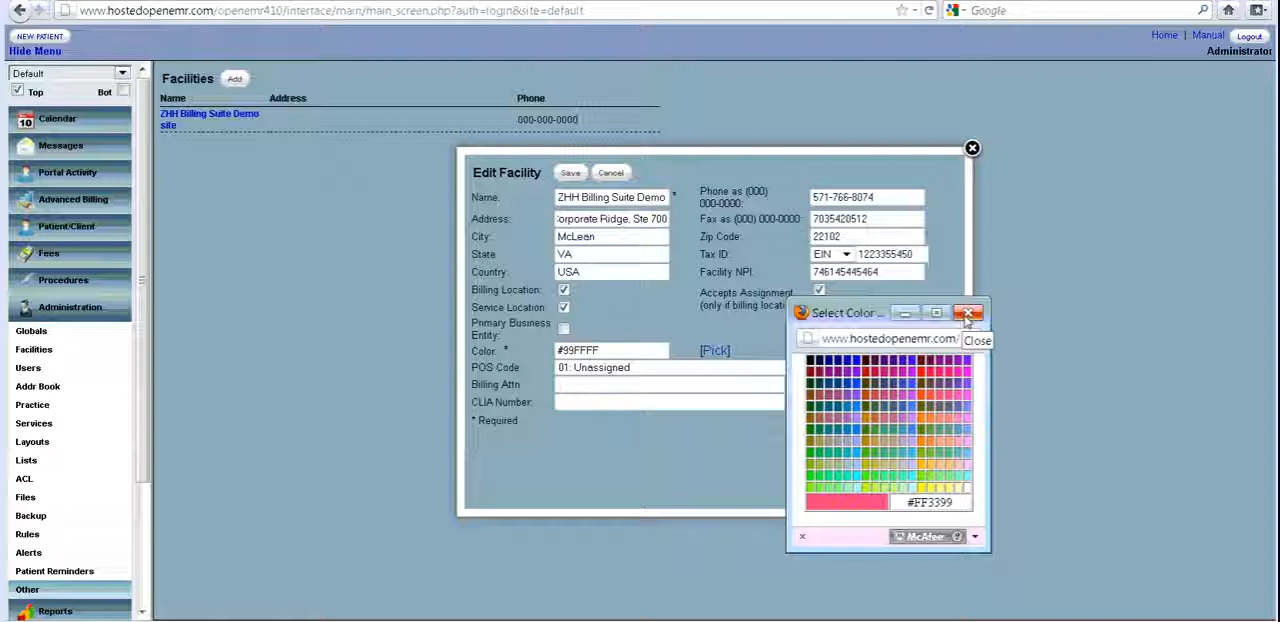 www.hostedopenemr.com/openemr410/interface/main/main_screen.php?auth=login&site=default
Google
NEW PATIENT
Hide Menu
Home | Manual Logout
Administrator
Default
Top Bot
10 Calendar
Messages
Portal Activity
Advanced Billing
Patient/Client
Fees
Procedures
Administration
Globals
Facilities
Users
Addr Book
Practice
Services
Layouts
Lists
ACL
Files
Backup
Rules
Alerts
Patient Reminders
Other
Reports
Facilities Add
Name Address Phone
ZHH Billing Suite Demo
site 000-000-0000
Edit Facility Save Cancel
Name: ZHH Billing Suite Demo * Phone as (000)
000-0000: 571-766-8074
Address: orporate Ridge, Ste 700 Fax as (000) 000-0000: 7035420512
City: McLean Zip Code: 22102
State: VA Tax ID: EIN 1223355450
Country: USA Facility NPI: 746145445464
Billing Location: Accepts Assignment
Service Location: (only if billing locati
Primary Business
Entity:
Color: * #99FFFF [Pick]
POS Code 01: Unassigned
Billing Attn
CLIA Number:
* Required
Select Color ...
www.hostedopenemr.com/
Close
#FF3399
x McAfee ?